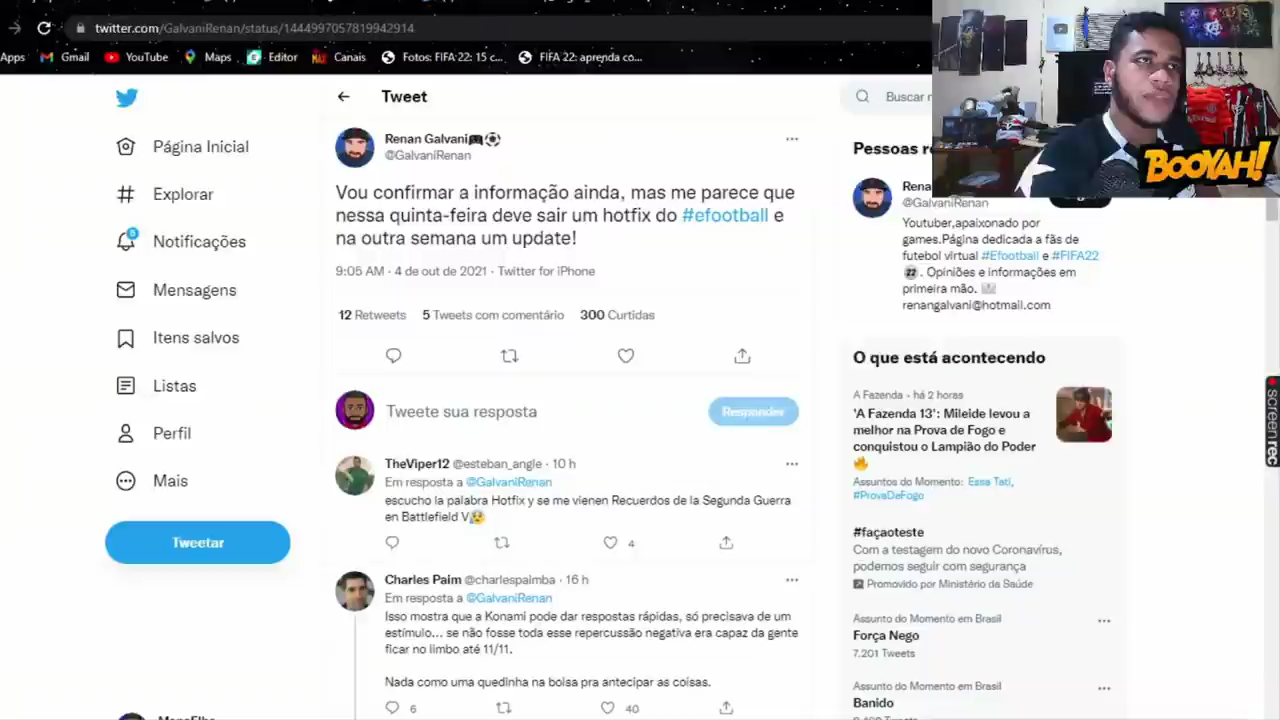 twitter.com/GalvaniRenan/status/1444997057819942914
Apps
Gmail
YouTube
Maps
Editor
Canais
Fotos: FIFA 22: 15 c...
FIFA 22: aprenda co...
Tweet
Buscar
BOOYAH!
Página Inicial
Explorar
5
Notificações
Mensagens
Itens salvos
Listas
Perfil
Mais
Tweetar
Renan Galvani
@GalvaniRenan
Vou confirmar a informação ainda, mas me parece que
nessa quinta-feira deve sair um hotfix do #efootball e
na outra semana um update!
9:05 AM · 4 de out de 2021 · Twitter for iPhone
12 Retweets 5 Tweets com comentário 300 Curtidas
Tweete sua resposta
Responder
TheViper12 @esteban_angle · 10 h
Em resposta a @GalvaniRenan
escucho la palabra Hotfix y se me vienen Recuerdos de la Segunda Guerra
en Battlefield V
4
Charles Paim @charlespaimba · 16 h
Em resposta a @GalvaniRenan
Isso mostra que a Konami pode dar respostas rápidas, só precisava de um
estímulo... se não fosse toda esse repercussão negativa era capaz da gente
ficar no limbo até 11/11.
Nada como uma quedinha na bolsa pra antecipar as coisas.
6 40
Pessoas
@GalvaniRenan
Youtuber,apaixonado por
games.Página dedicada a fãs de
futebol virtual #Efootball e #FIFA22
. Opiniões e informações em
primeira mão.
renangalvani@hotmail.com
O que está acontecendo
A Fazenda · há 2 horas
'A Fazenda 13': Mileide levou a
melhor na Prova de Fogo e
conquistou o Lampião do Poder
Assuntos do Momento: Essa Tati,
#ProvaDeFogo
#façaoteste
Com a testagem do novo Coronavírus,
podemos seguir com segurança
Promovido por Ministério da Saúde
Assunto do Momento em Brasil
Força Nego
7.201 Tweets
Assunto do Momento em Brasil
Banido
screenrec